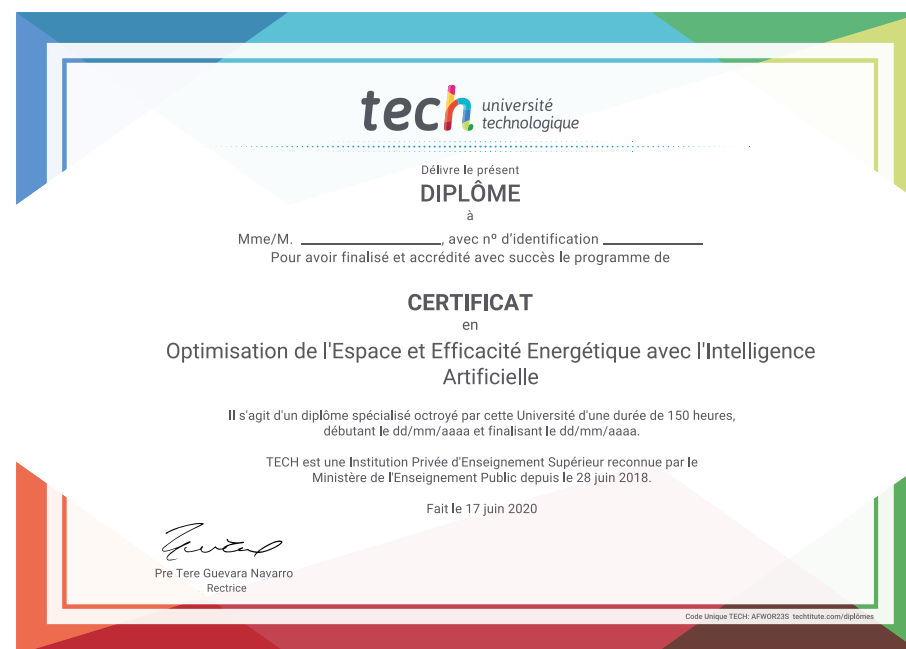 tech université
technologique
Délivre le présent
DIPLÔME
à
Mme/M. ____________________, avec nº d'identification ______________
Pour avoir finalisé et accrédité avec succès le programme de
CERTIFICAT
en
Optimisation de l'Espace et Efficacité Energétique avec l'Intelligence
Artificielle
Il s'agit d'un diplôme spécialisé octroyé par cette Université d'une durée de 150 heures,
débutant le dd/mm/aaaa et finalisant le dd/mm/aaaa.
TECH est une Institution Privée d'Enseignement Supérieur reconnue par le
Ministère de l'Enseignement Public depuis le 28 juin 2018.
Fait le 17 juin 2020
Pre Tere Guevara Navarro
Rectrice
Code Unique TECH: AFWOR23S techtitute.com/diplômes